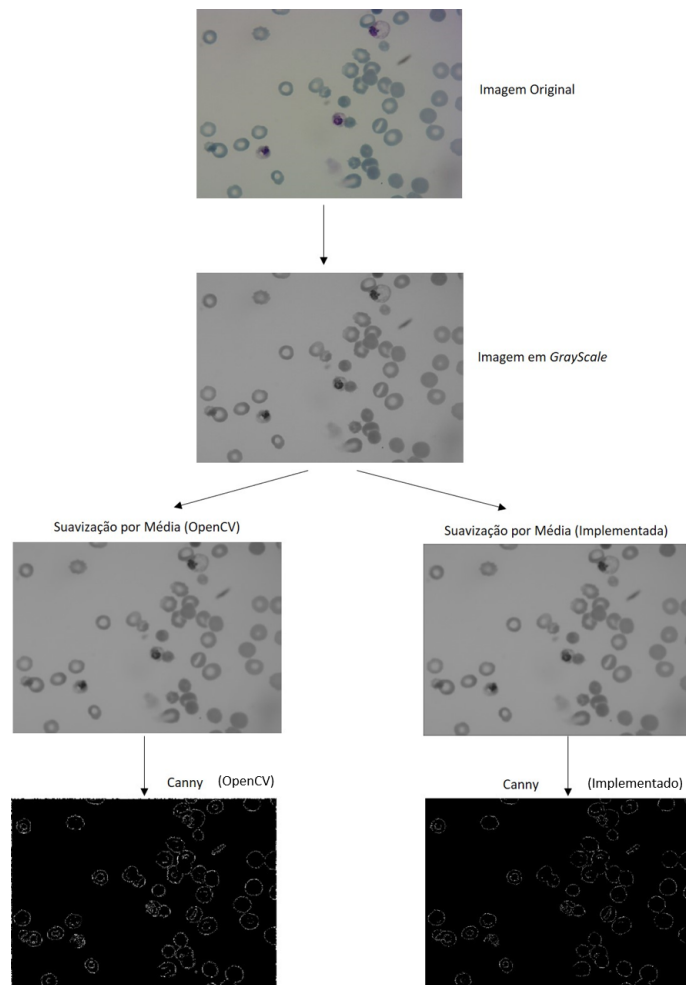 Imagem Original
Imagem em GrayScale
Suavização por Média (OpenCV)
Suavização por Média (Implementada)
Canny (OpenCV)
Canny (Implementado)